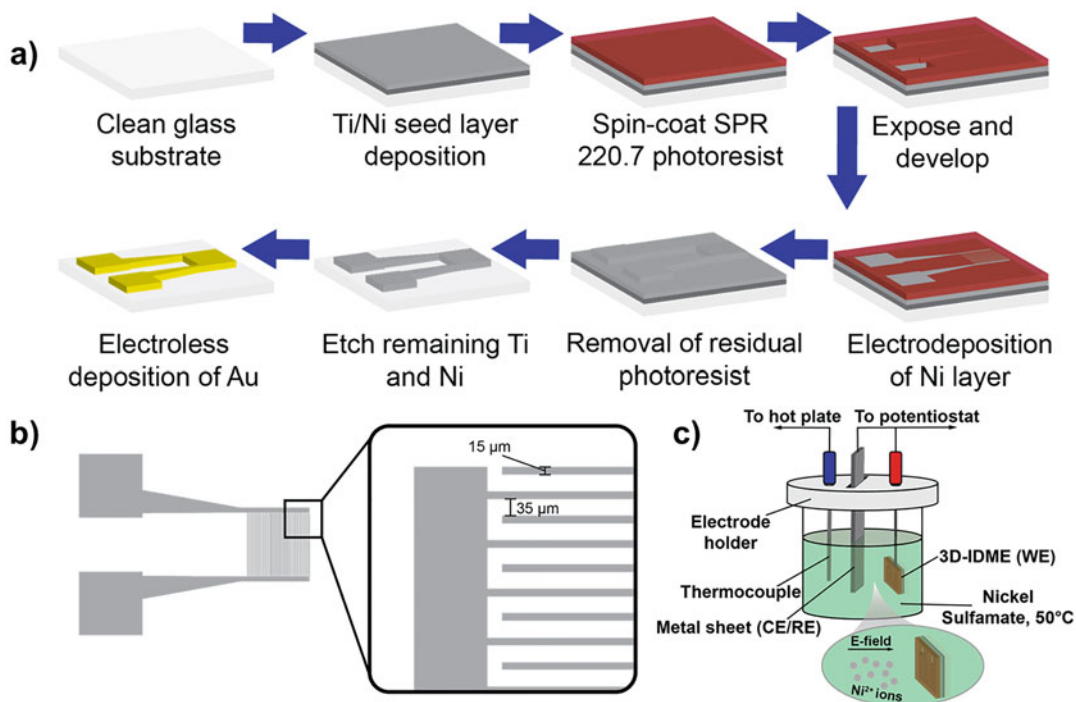 a)
Clean glass
substrate
Ti/Ni seed layer
deposition
Spin-coat SPR
220.7 photoresist
Expose and
develop
Electroless
deposition of Au
Etch remaining Ti
and Ni
Removal of residual
photoresist
Electrodeposition
of Ni layer
b)
15 µm
35 µm
c)
To hot plate
To potentiostat
Electrode
holder
Thermocouple
Metal sheet (CE/RE)
3D-IDME (WE)
Nickel
Sulfamate, 50°C
E-field
Ni²⁺ ions